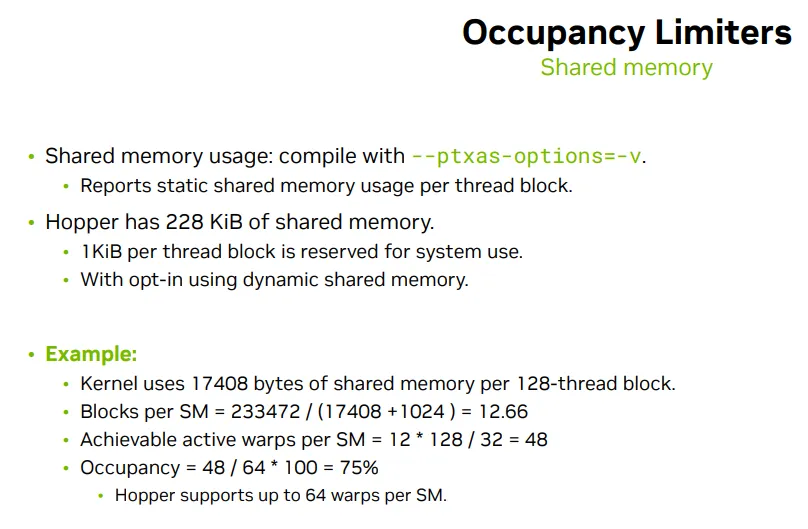 Occupancy Limiters
Shared memory
• Shared memory usage: compile with --ptxas-options=-v.
• Reports static shared memory usage per thread block.
• Hopper has 228 KiB of shared memory.
• 1KiB per thread block is reserved for system use.
• With opt-in using dynamic shared memory.
• Example:
• Kernel uses 17408 bytes of shared memory per 128-thread block.
• Blocks per SM = 233472 / (17408 +1024 ) = 12.66
• Achievable active warps per SM = 12 * 128 / 32 = 48
• Occupancy = 48 / 64 * 100 = 75%
• Hopper supports up to 64 warps per SM.